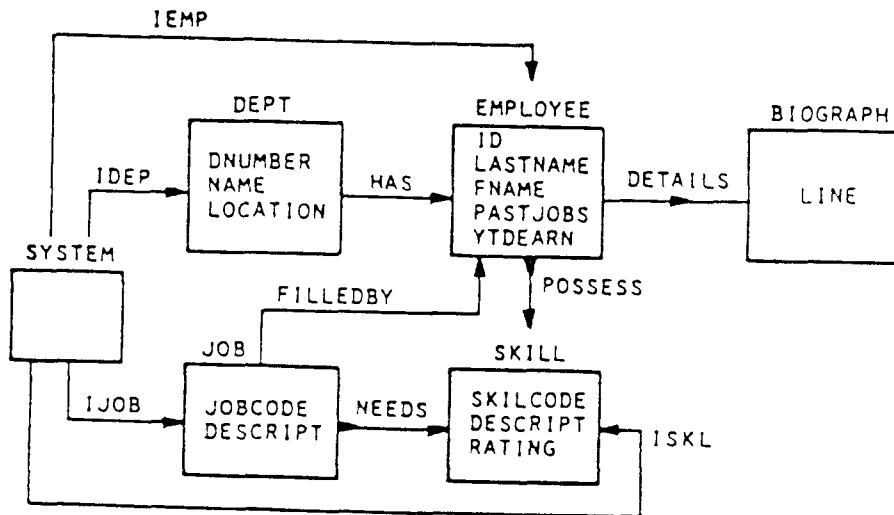 IEMP
DEPT
EMPLOYEE
BIOGRAPH
DNUMBER
NAME
LOCATION
IDEP
HAS
ID
LASTNAME
FNAME
PASTJOBS
YTDEARN
DETAILS
LINE
SYSTEM
FILLEDBY
POSSESS
JOB
SKILL
IJOB
JOBCODE
DESCRIPT
NEEDS
SKILCODE
DESCRIPT
RATING
ISKL